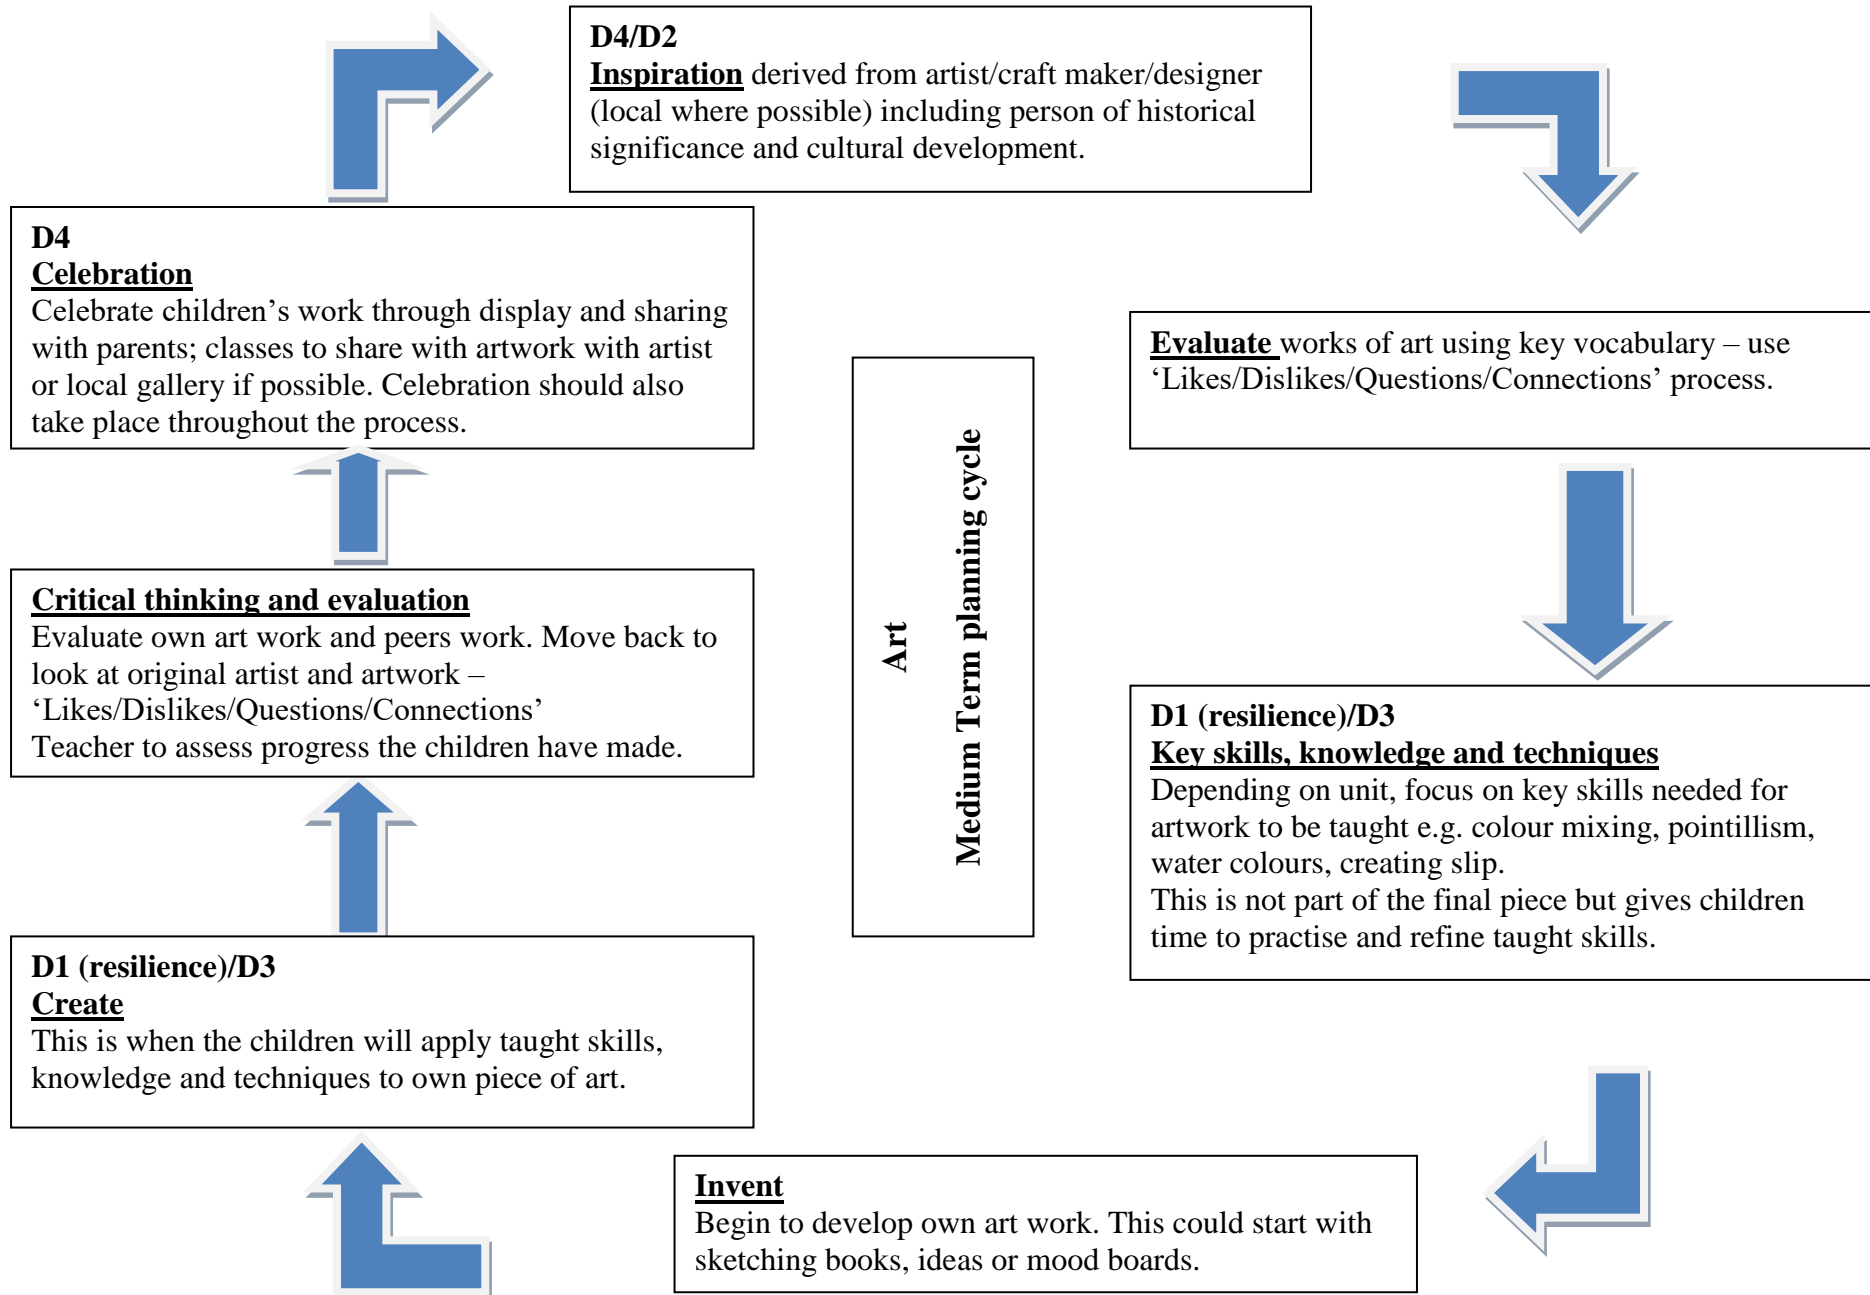 D4/D2
Inspiration derived from artist/craft maker/designer
(local where possible) including person of historical
significance and cultural development.
Evaluate works of art using key vocabulary – use
‘Likes/Dislikes/Questions/Connections’ process.
D1 (resilience)/D3
Key skills, knowledge and techniques
Depending on unit, focus on key skills needed for
artwork to be taught e.g. colour mixing, pointillism,
water colours, creating slip.
This is not part of the final piece but gives children
time to practise and refine taught skills.
Invent
Begin to develop own art work. This could start with
sketching books, ideas or mood boards.
D1 (resilience)/D3
Create
This is when the children will apply taught skills,
knowledge and techniques to own piece of art.
Critical thinking and evaluation
Evaluate own art work and peers work. Move back to
look at original artist and artwork –
‘Likes/Dislikes/Questions/Connections’
Teacher to assess progress the children have made.
D4
Celebration
Celebrate children’s work through display and sharing
with parents; classes to share with artwork with artist
or local gallery if possible. Celebration should also
take place throughout the process.
Art
Medium Term planning cycle